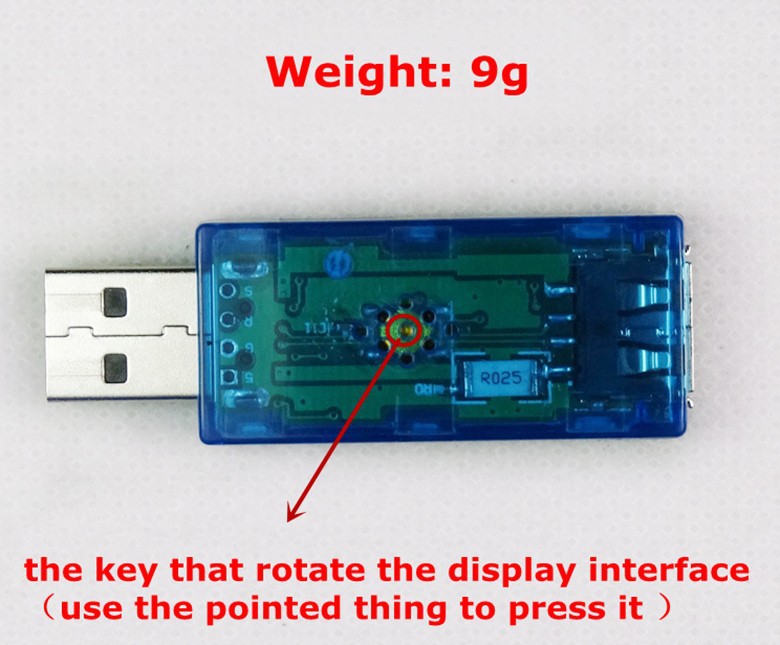 Weight: 9g
R025
the key that rotate the display interface
（use the pointed thing to press it ）